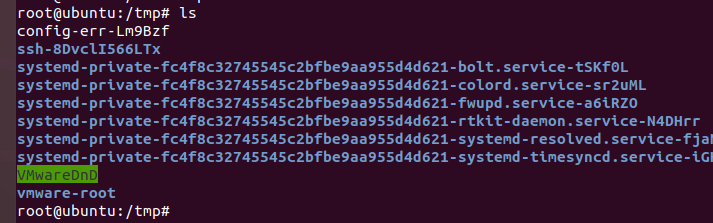 root@ubuntu:/tmp# ls
config-err-Lm9Bzf
ssh-8DvclI566LTx
systemd-private-fc4f8c32745545c2bfbe9aa955d4d621-bolt.service-tSKf0L
systemd-private-fc4f8c32745545c2bfbe9aa955d4d621-colord.service-sr2uML
systemd-private-fc4f8c32745545c2bfbe9aa955d4d621-fwupd.service-a6iRZO
systemd-private-fc4f8c32745545c2bfbe9aa955d4d621-rtkit-daemon.service-N4DHrr
systemd-private-fc4f8c32745545c2bfbe9aa955d4d621-systemd-resolved.service-fja
systemd-private-fc4f8c32745545c2bfbe9aa955d4d621-systemd-timesyncd.service-iG
VMwareDnD
vmware-root
root@ubuntu:/tmp#